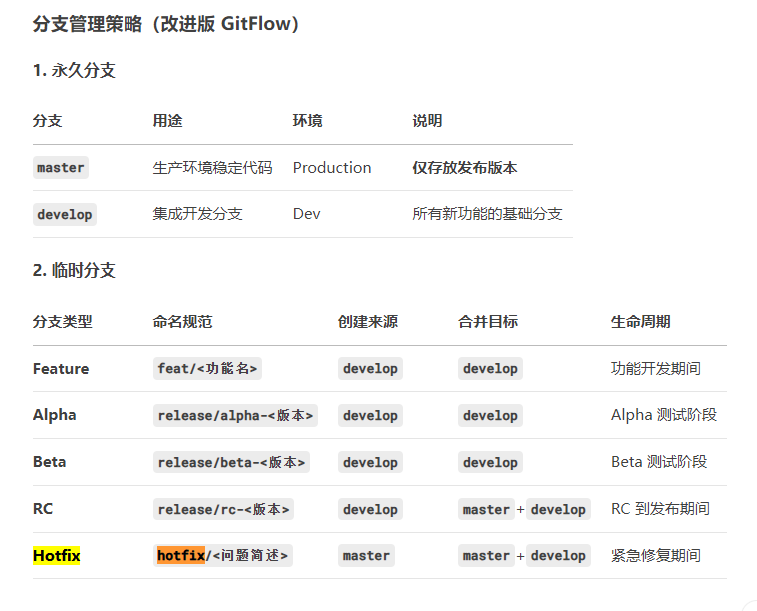 分支管理策略（改进版 GitFlow）
1. 永久分支
分支 用途 环境 说明
master 生产环境稳定代码 Production 仅存放发布版本
develop 集成开发分支 Dev 所有新功能的基础分支
2. 临时分支
分支类型 命名规范 创建来源 合并目标 生命周期
Feature feat/<功能名> develop develop 功能开发期间
Alpha release/alpha-<版本> develop develop Alpha 测试阶段
Beta release/beta-<版本> develop develop Beta 测试阶段
RC release/rc-<版本> develop master + develop RC 到发布期间
Hotfix hotfix/<问题简述> master master + develop 紧急修复期间